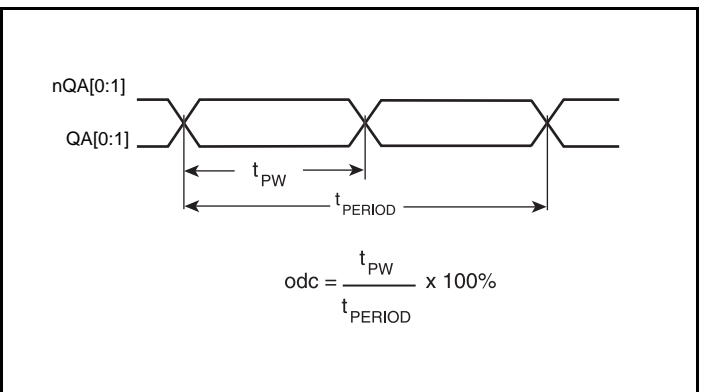 nQA[0:1]
QA[0:1]
tPW
tPERIOD
odc = tPW / tPERIOD x 100%